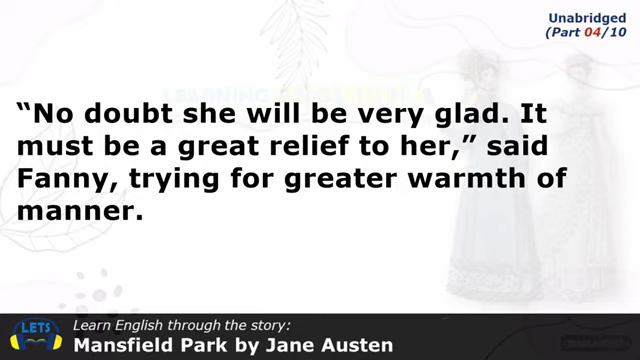 Unabridged
(Part 04/10
“No doubt she will be very glad. It
must be a great relief to her,” said
Fanny, trying for greater warmth of
manner.
LETS
Learn English through the story:
Mansfield Park by Jane Austen